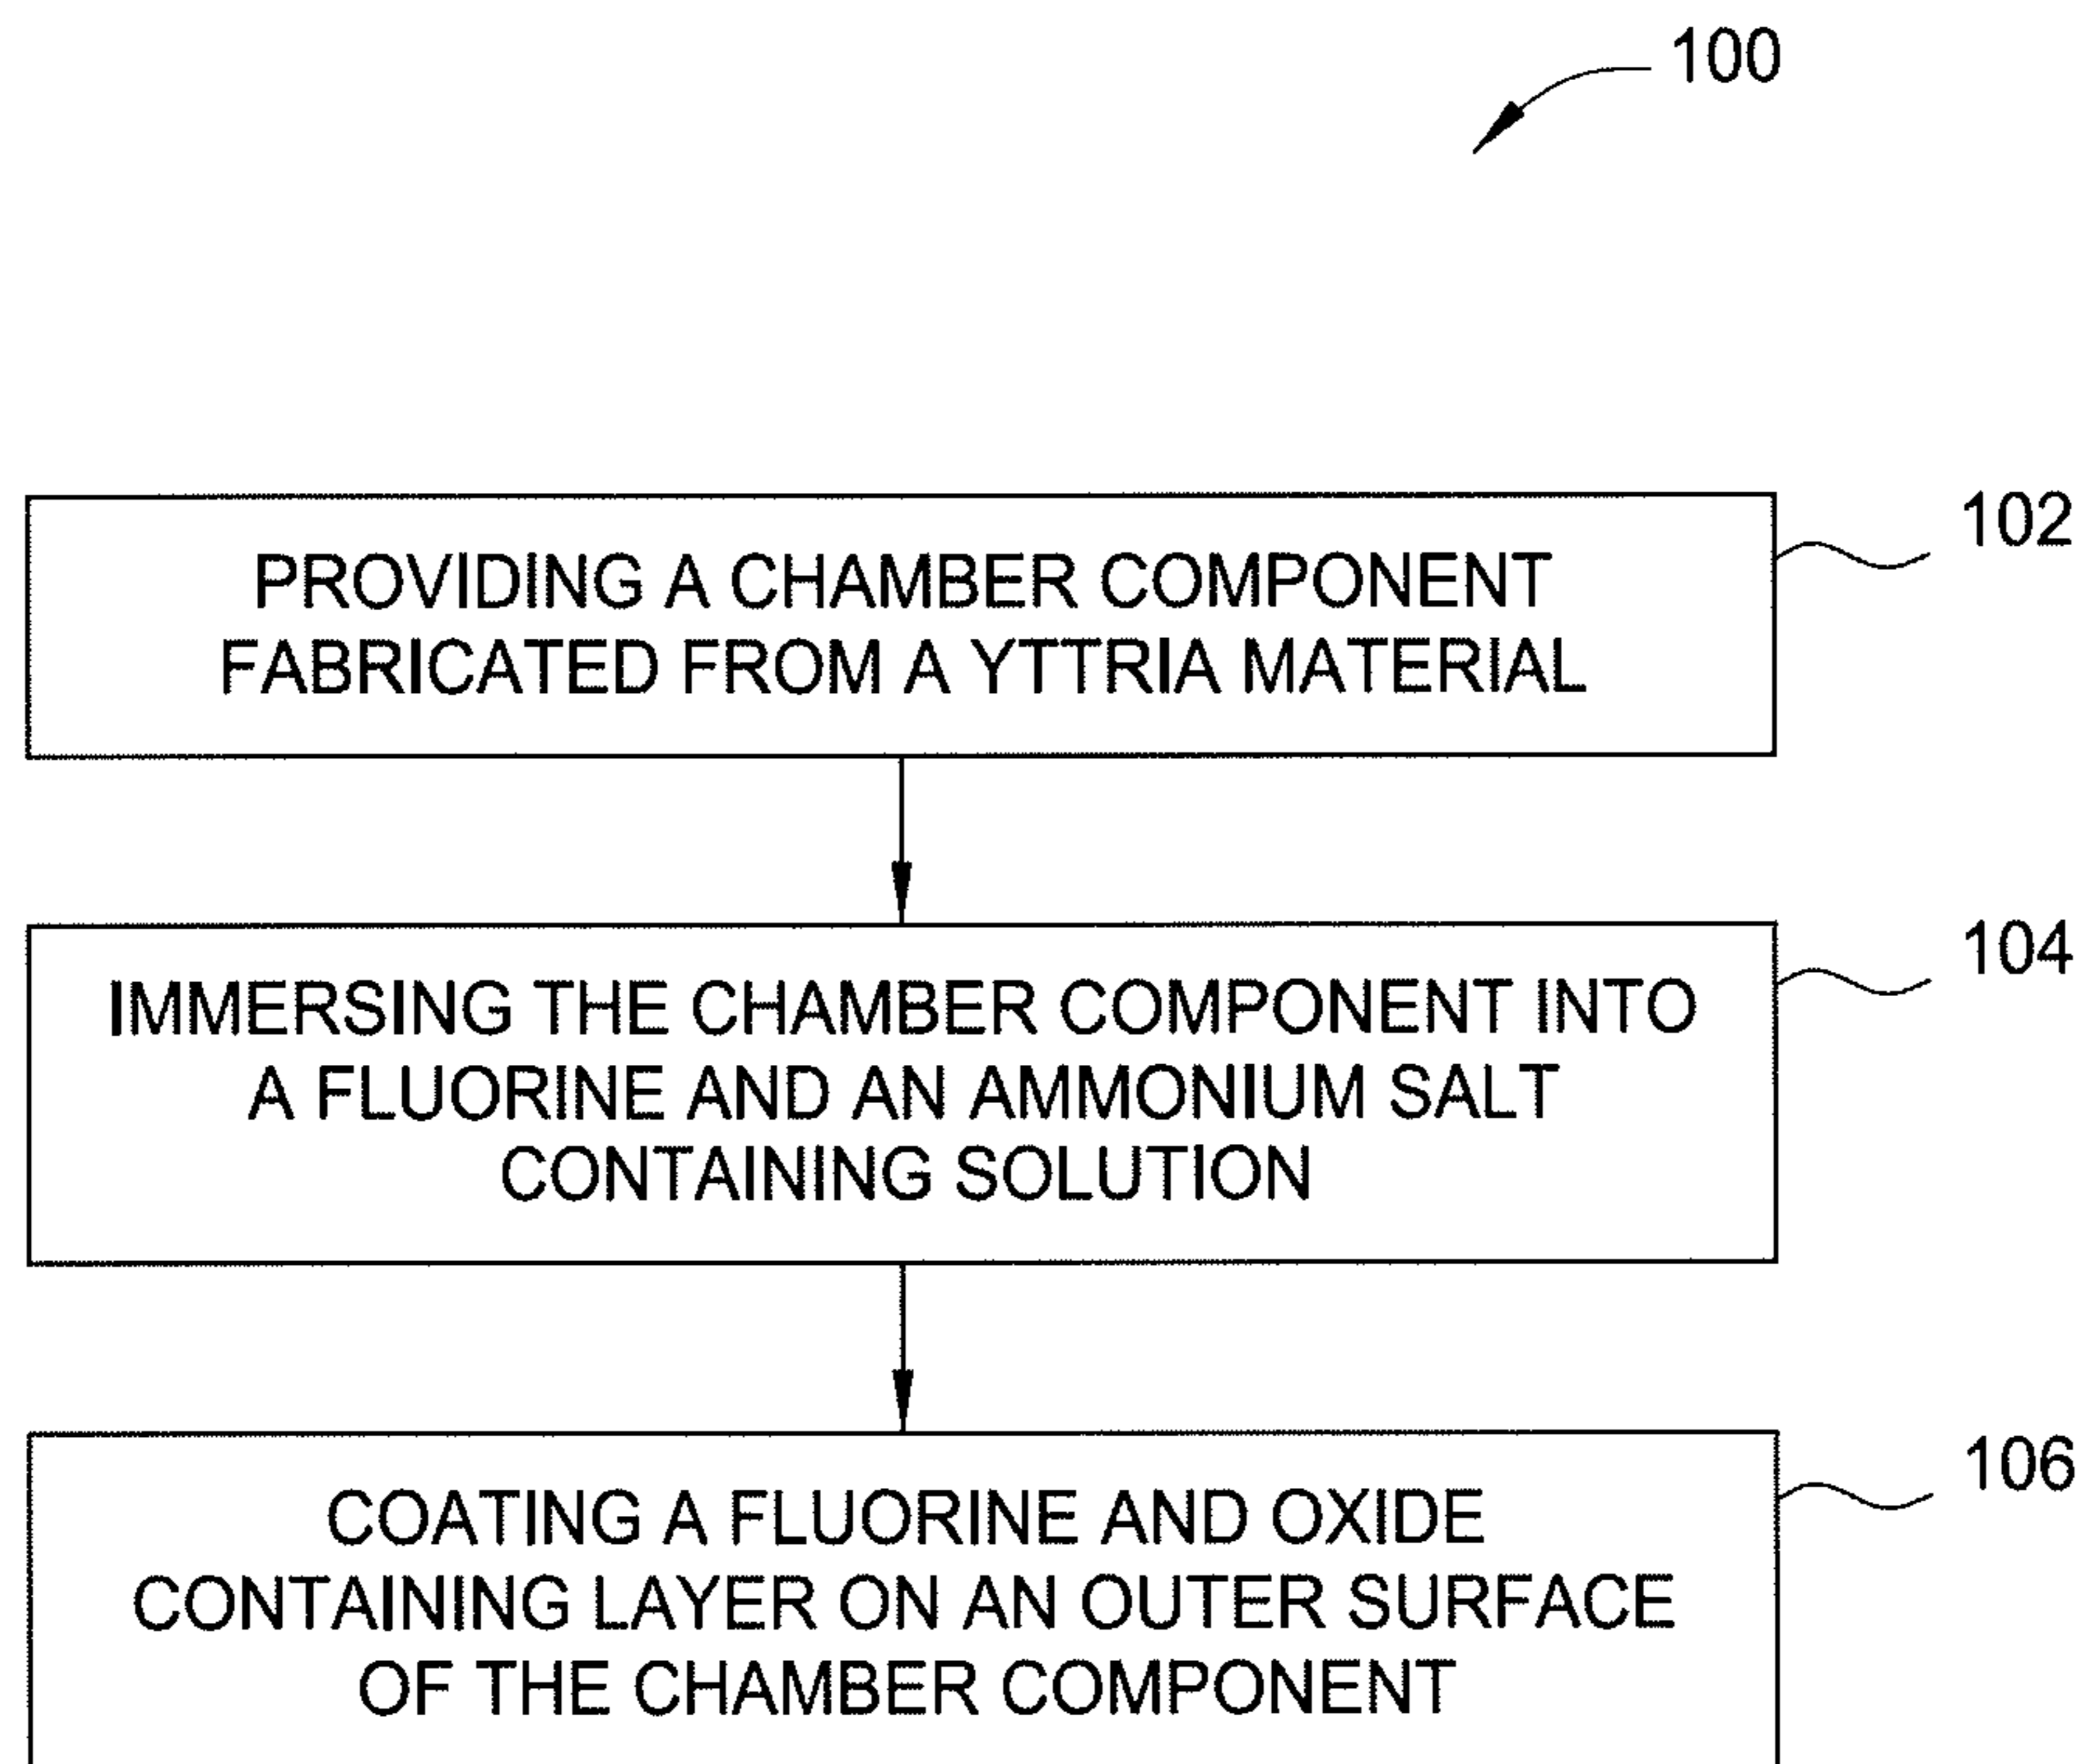 100
PROVIDING A CHAMBER COMPONENT
FABRICATED FROM A YTTRIA MATERIAL
102
IMMERSING THE CHAMBER COMPONENT INTO
A FLUORINE AND AN AMMONIUM SALT
CONTAINING SOLUTION
104
COATING A FLUORINE AND OXIDE
CONTAINING LAYER ON AN OUTER SURFACE
OF THE CHAMBER COMPONENT
106